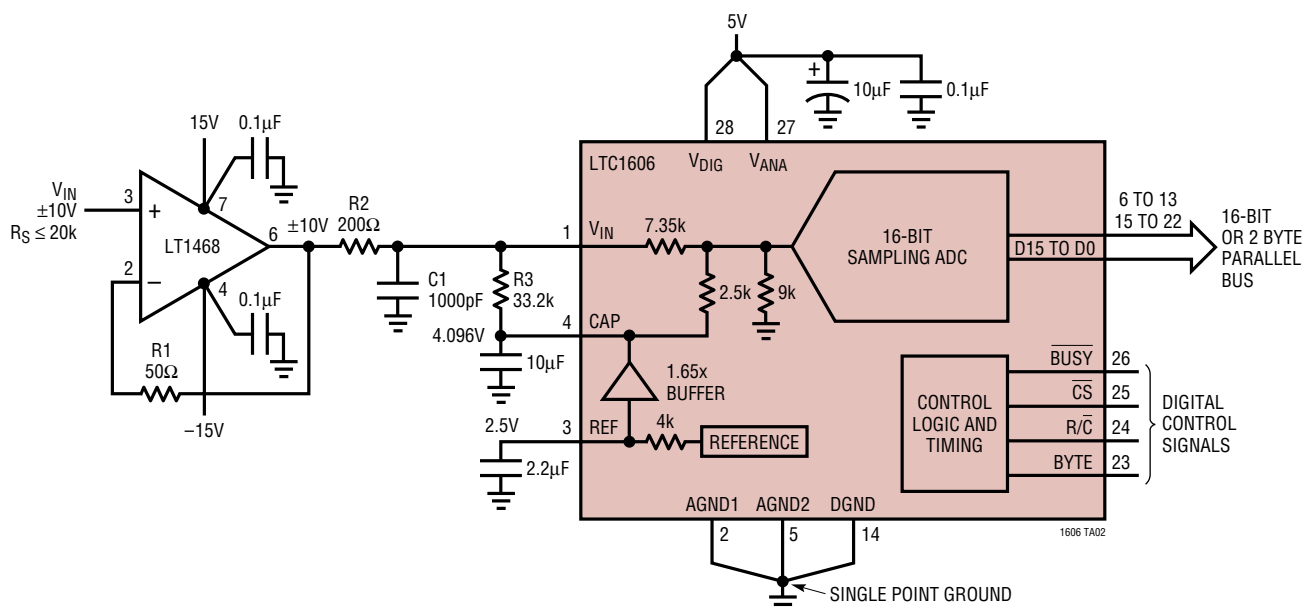 5V
+
10µF
0.1µF
28
27
V_DIG
V_ANA
LTC1606
15V
0.1µF
V_IN
±10V
R_S ≤ 20k
3
+
7
LT1468
6
±10V
2
−
4
0.1µF
R1
50Ω
−15V
R2
200Ω
C1
1000pF
R3
33.2k
1
V_IN
7.35k
2.5k
9k
16-BIT
SAMPLING ADC
D15 TO D0
6 TO 13
15 TO 22
16-BIT
OR 2 BYTE
PARALLEL
BUS
4.096V
4
CAP
10µF
1.65x
BUFFER
2.5V
3
REF
4k
REFERENCE
2.2µF
CONTROL
LOGIC AND
TIMING
B̅U̅S̅Y̅
26
C̅S̅
25
R/C̅
24
BYTE
23
DIGITAL
CONTROL
SIGNALS
AGND1
AGND2
DGND
2
5
14
1606 TA02
SINGLE POINT GROUND